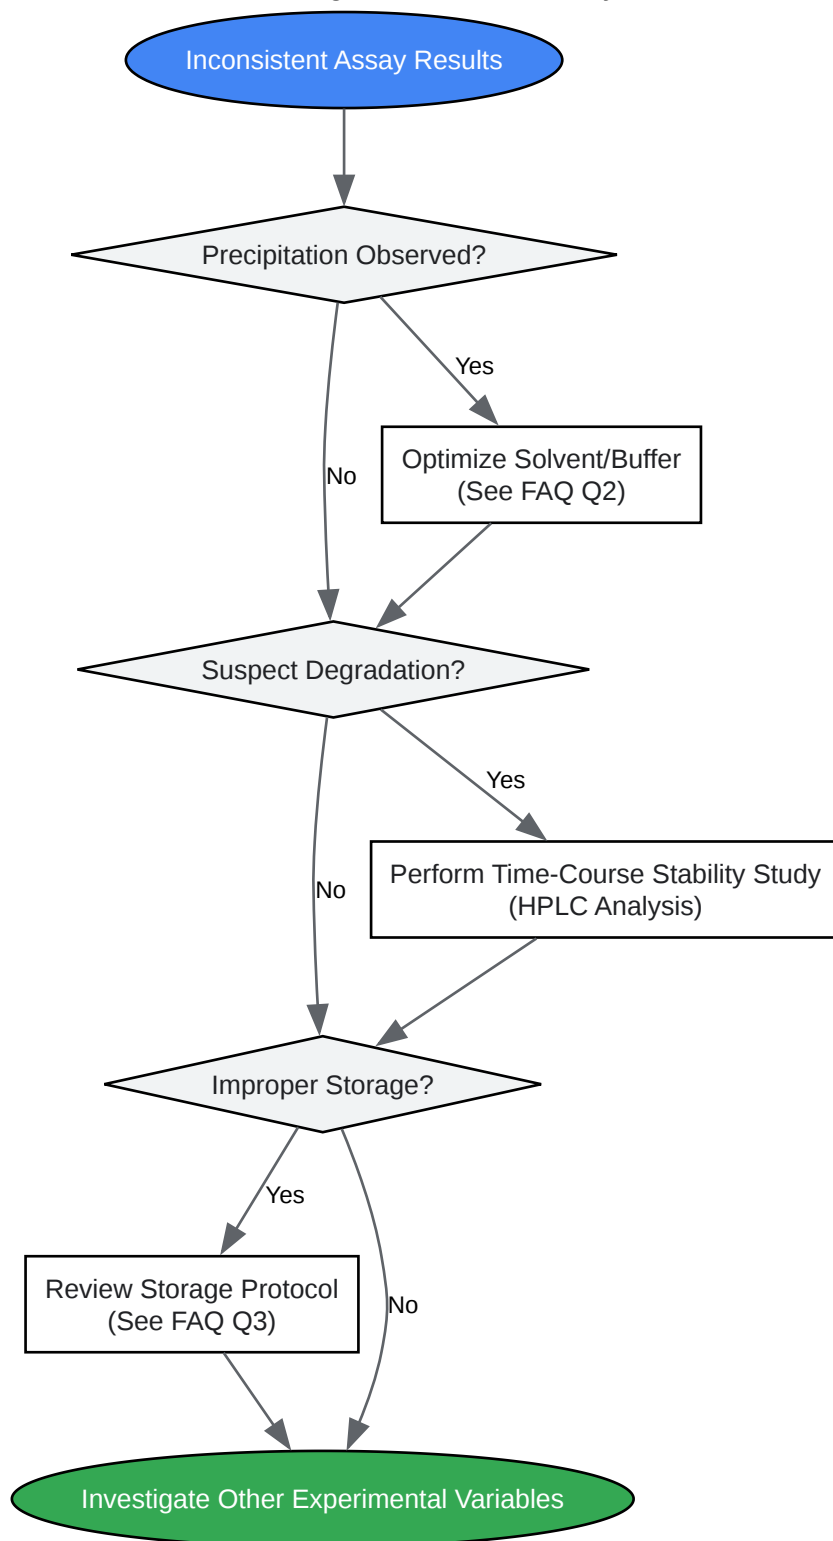 Inconsistent Assay Results
Precipitation Observed?
Yes
Optimize Solvent/Buffer
(See FAQ Q2)
No
Suspect Degradation?
Yes
Perform Time-Course Stability Study
(HPLC Analysis)
No
Improper Storage?
Yes
Review Storage Protocol
(See FAQ Q3)
No
Investigate Other Experimental Variables